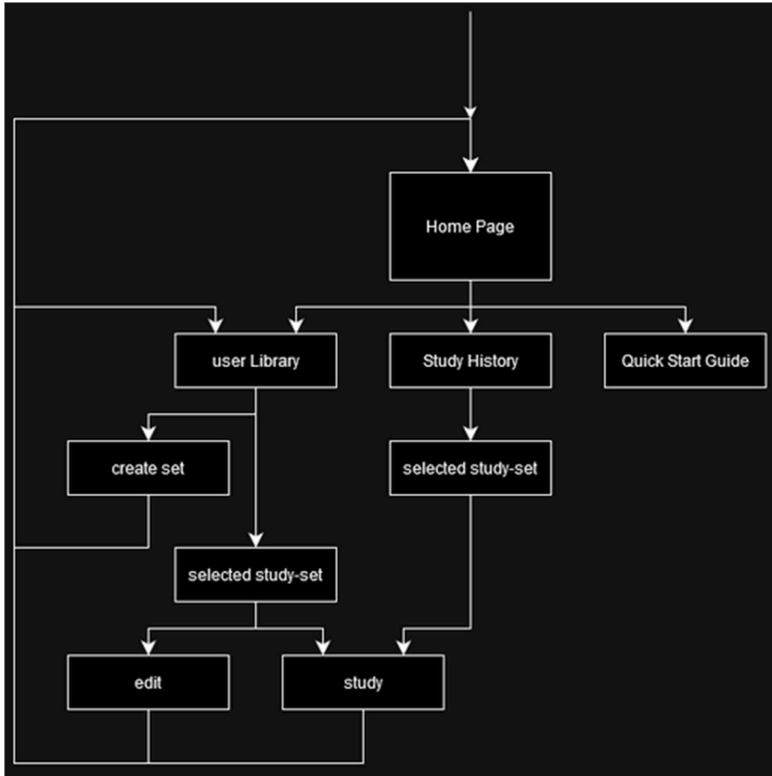 Home Page
user Library
Study History
Quick Start Guide
create set
selected study-set
selected study-set
edit
study